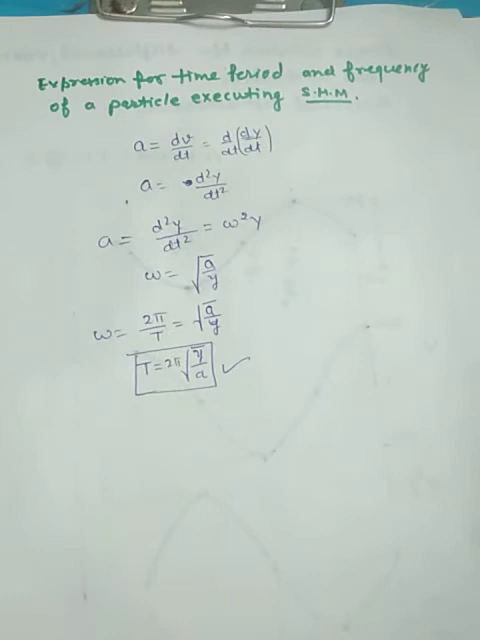 Expression for time Period and frequency
of a particle executing S.H.M.
a = dv/dt = d/dt(dy/dt)
a = d²y/dt²
a = d²y/dt² = ω²y
ω = √a/y
ω = 2π/T = √a/y
T = 2π√y/a ✓